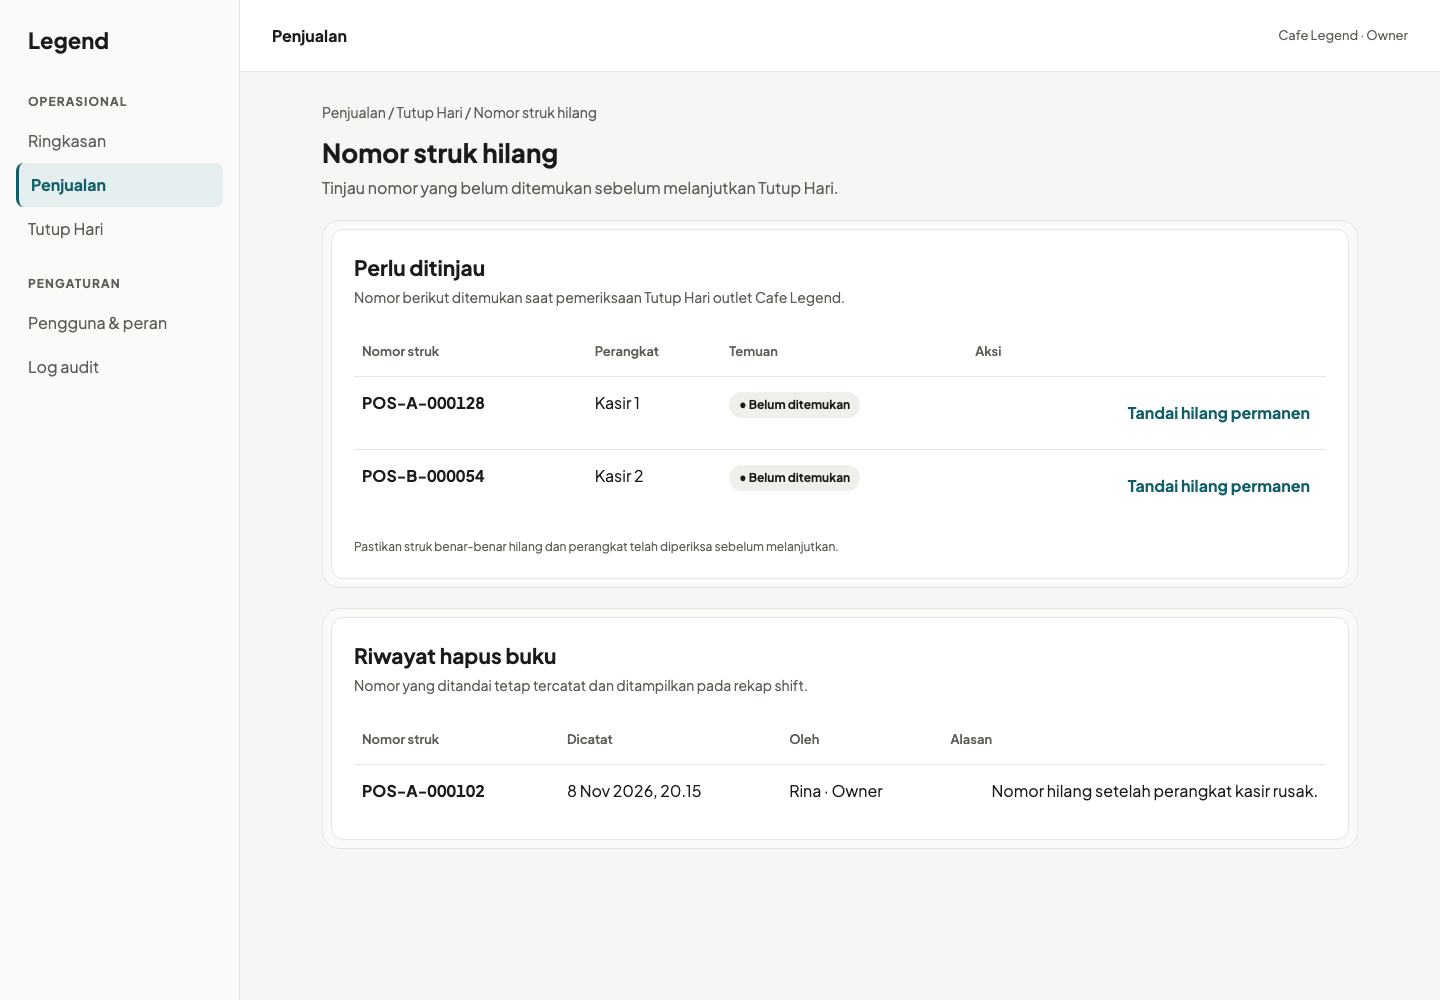 Legend
OPERASIONAL
Ringkasan
Penjualan
Tutup Hari
PENGATURAN
Pengguna & peran
Log audit
Penjualan
Cafe Legend · Owner
Penjualan / Tutup Hari / Nomor struk hilang
Nomor struk hilang
Tinjau nomor yang belum ditemukan sebelum melanjutkan Tutup Hari.
Perlu ditinjau
Nomor berikut ditemukan saat pemeriksaan Tutup Hari outlet Cafe Legend.
Nomor struk Perangkat Temuan Aksi
POS-A-000128 Kasir 1 • Belum ditemukan Tandai hilang permanen
POS-B-000054 Kasir 2 • Belum ditemukan Tandai hilang permanen
Pastikan struk benar-benar hilang dan perangkat telah diperiksa sebelum melanjutkan.
Riwayat hapus buku
Nomor yang ditandai tetap tercatat dan ditampilkan pada rekap shift.
Nomor struk Dicatat Oleh Alasan
POS-A-000102 8 Nov 2026, 20.15 Rina · Owner Nomor hilang setelah perangkat kasir rusak.